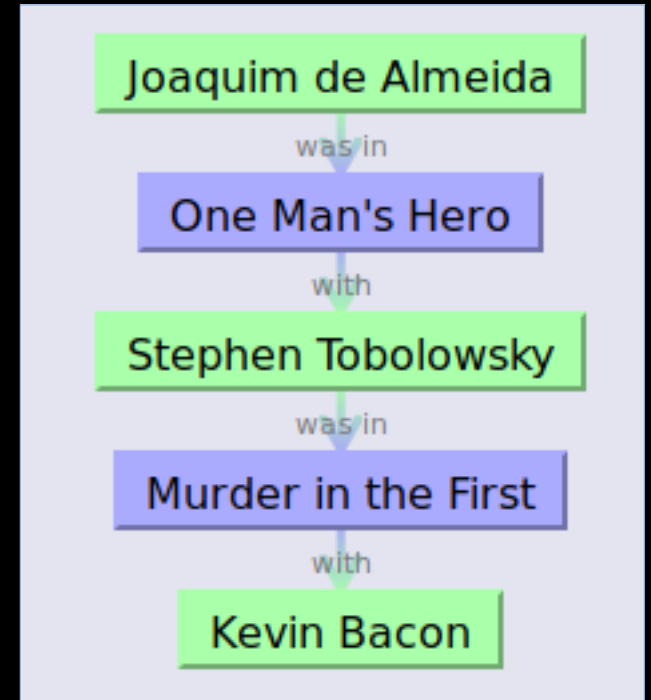 Joaquim de Almeida
was in
One Man's Hero
with
Stephen Tobolowsky
was in
Murder in the First
with
Kevin Bacon